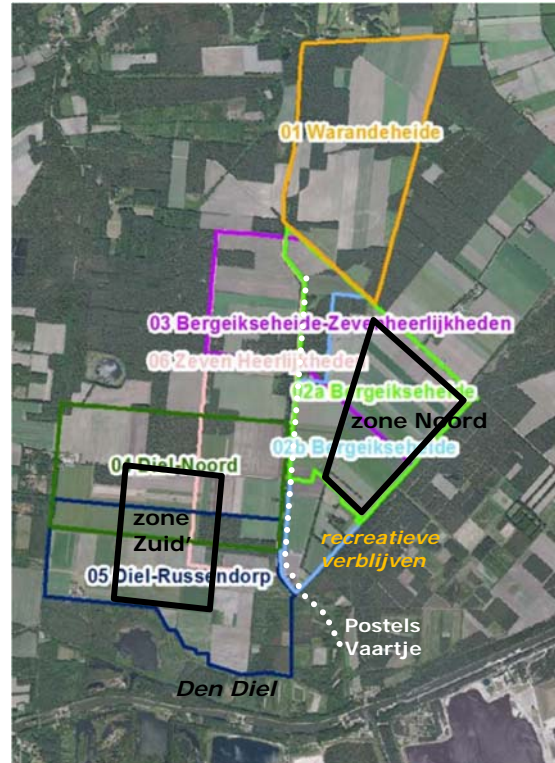 01 Warandeheide
03 Bergeikseheide-Zevenheerlijkheden
06 Zeven Heerlijkheden
02a Bergeikseheide
zone Noord
02b Bergeikseheide
04 Diel-Noord
zone
Zuid'
recreatieve
verblijven
05 Diel-Russendorp
Postels
Vaartje
Den Diel